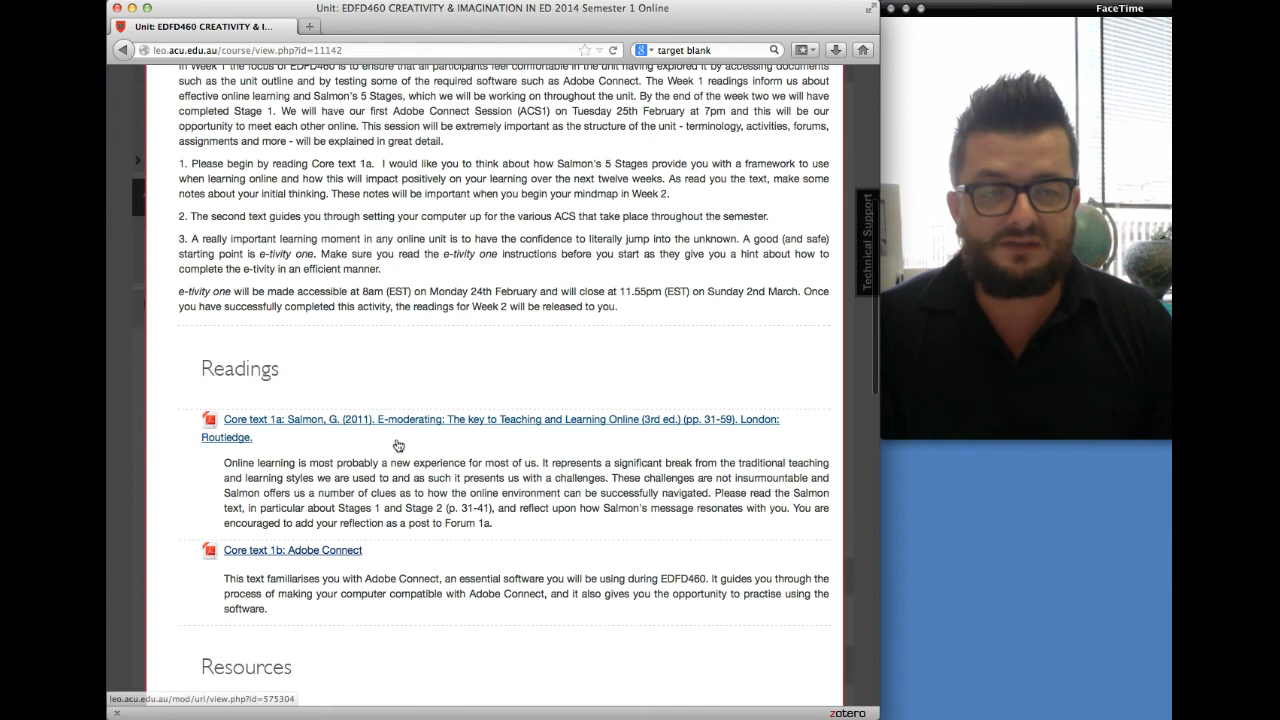 Unit: EDFD460 CREATIVITY & IMAGINATION IN ED 2014 Semester 1 Online
FaceTime
Unit: EDFD460 CREATIVITY & I...
leo.acu.edu.au/course/view.php?id=11142
target blank
such as the unit outline and by testing some of the required software such as Adobe Connect. The Week 1 readings inform us about
effective online learning and Salmon's 5 Stages, which we will be working on throughout the unit. By the end of the week two we will have
completed Stage 1. We will have our first Adobe Connect Session (ACS1) on Tuesday 25th February at 7pm and this will be our
opportunity to meet each other online. This session will be extremely important as the structure of the unit - terminology, activities, forums,
assignments and more - will be explained in great detail.
1. Please begin by reading Core text 1a. I would like you to think about how Salmon's 5 Stages provide you with a framework to use
when learning online and how this will impact positively on your learning over the next twelve weeks. As read you the text, make some
notes about your initial thinking. These notes will be important when you begin your mindmap in Week 2.
2. The second text guides you through setting your computer up for the various ACS that take place throughout the semester.
3. A really important learning moment in any online unit is to have the confidence to literally jump into the unknown. A good (and safe)
starting point is e-tivity one. Make sure you read the e-tivity one instructions before you start as they give you a hint about how to
complete the e-tivity in an efficient manner.
e-tivity one will be made accessible at 8am (EST) on Monday 24th February and will close at 11.55pm (EST) on Sunday 2nd March. Once
you have successfully completed this activity, the readings for Week 2 will be released to you.
Technical Support
Readings
Core text 1a: Salmon, G. (2011). E-moderating: The key to Teaching and Learning Online (3rd ed.) (pp. 31-59). London:
Routledge.
Online learning is most probably a new experience for most of us. It represents a significant break from the traditional teaching
and learning styles we are used to and as such it presents us with a challenges. These challenges are not insurmountable and
Salmon offers us a number of clues as to how the online environment can be successfully navigated. Please read the Salmon
text, in particular about Stages 1 and Stage 2 (p. 31-41), and reflect upon how Salmon's message resonates with you. You are
encouraged to add your reflection as a post to Forum 1a.
Core text 1b: Adobe Connect
This text familiarises you with Adobe Connect, an essential software you will be using during EDFD460. It guides you through the
process of making your computer compatible with Adobe Connect, and it also gives you the opportunity to practise using the
software.
Resources
leo.acu.edu.au/mod/url/view.php?id=575304
zotero